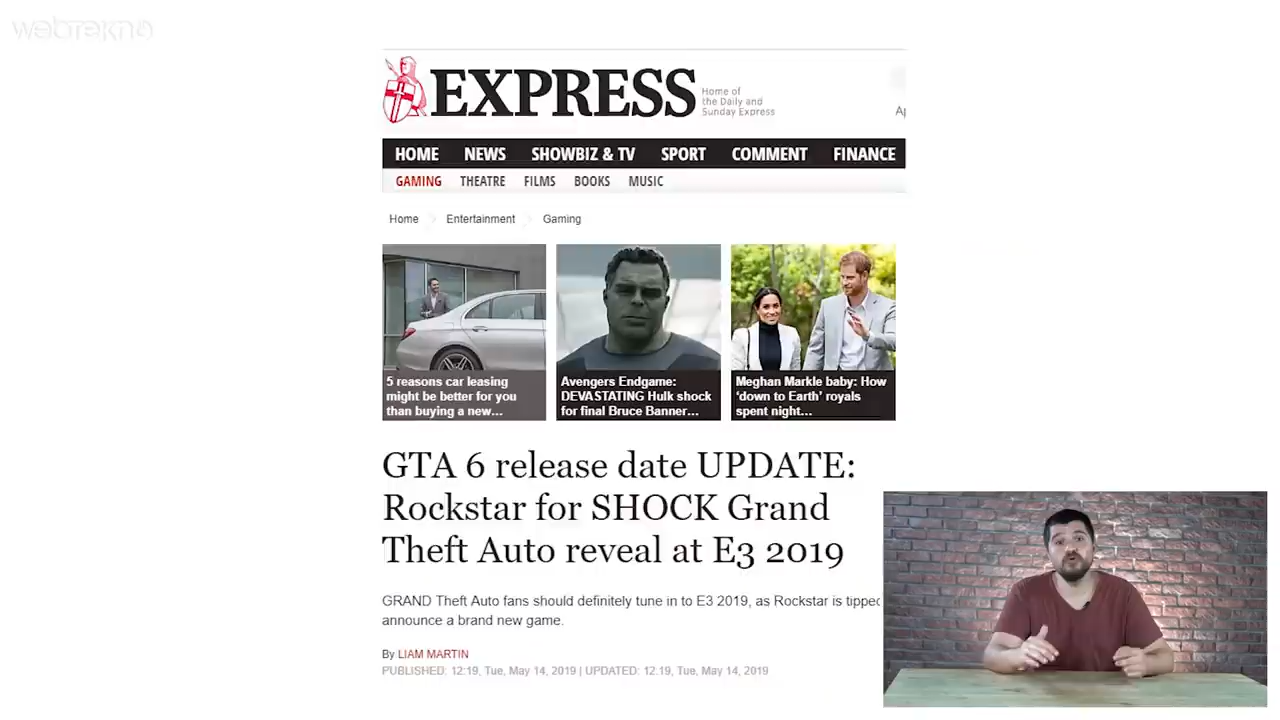 webtekno
EXPRESS
Home of
the Daily and
Sunday Express
HOME NEWS SHOWBIZ & TV SPORT COMMENT FINANCE
GAMING THEATRE FILMS BOOKS MUSIC
Home Entertainment Gaming
5 reasons car leasing
might be better for you
than buying a new...
Avengers Endgame:
DEVASTATING Hulk shock
for final Bruce Banner...
Meghan Markle baby: How
‘down to Earth’ royals
spent night...
GTA 6 release date UPDATE:
Rockstar for SHOCK Grand
Theft Auto reveal at E3 2019
GRAND Theft Auto fans should definitely tune in to E3 2019, as Rockstar is tipped
announce a brand new game.
By LIAM MARTIN
PUBLISHED: 12:19, Tue, May 14, 2019 | UPDATED: 12:19, Tue, May 14, 2019